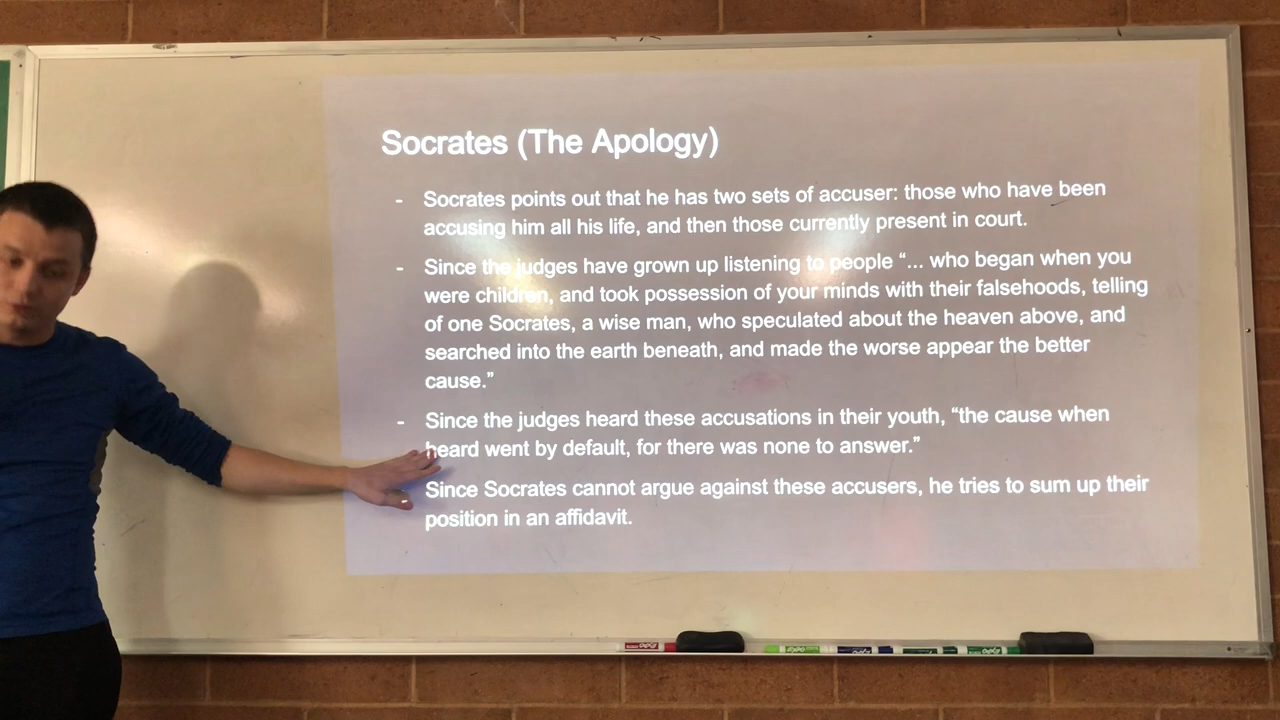 Socrates (The Apology)
- Socrates points out that he has two sets of accuser: those who have been
accusing him all his life, and then those currently present in court.
- Since the judges have grown up listening to people “... who began when you
were children, and took possession of your minds with their falsehoods, telling
of one Socrates, a wise man, who speculated about the heaven above, and
searched into the earth beneath, and made the worse appear the better
cause.”
- Since the judges heard these accusations in their youth, “the cause when
heard went by default, for there was none to answer.”
Since Socrates cannot argue against these accusers, he tries to sum up their
position in an affidavit.
EXPO